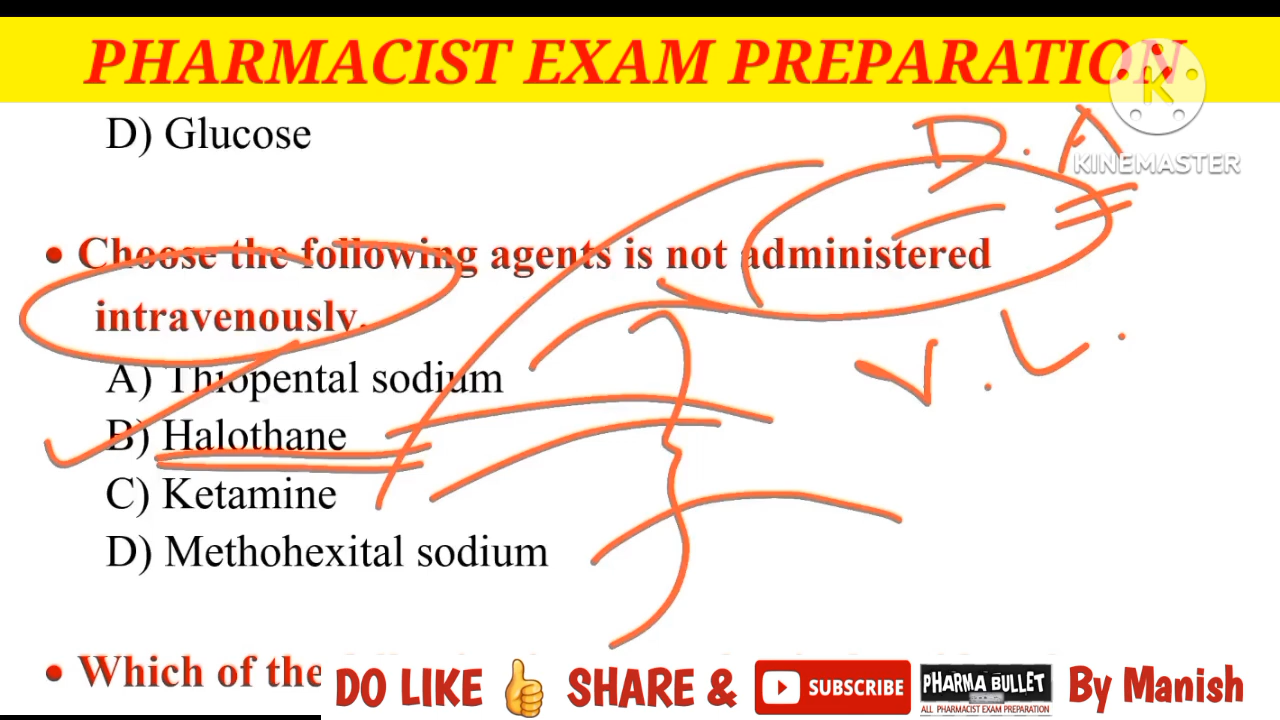 PHARMACIST EXAM PREPARATION
KINEMASTER
D) Glucose
D.A
• Choose the following agents is not administered
intravenously.
V.L.
A) Thiopental sodium
B) Halothane
C) Ketamine
D) Methohexital sodium
• Which of the
DO LIKE SHARE & SUBSCRIBE PHARMA BULLET By Manish
ALL PHARMACIST EXAM PREPARATION